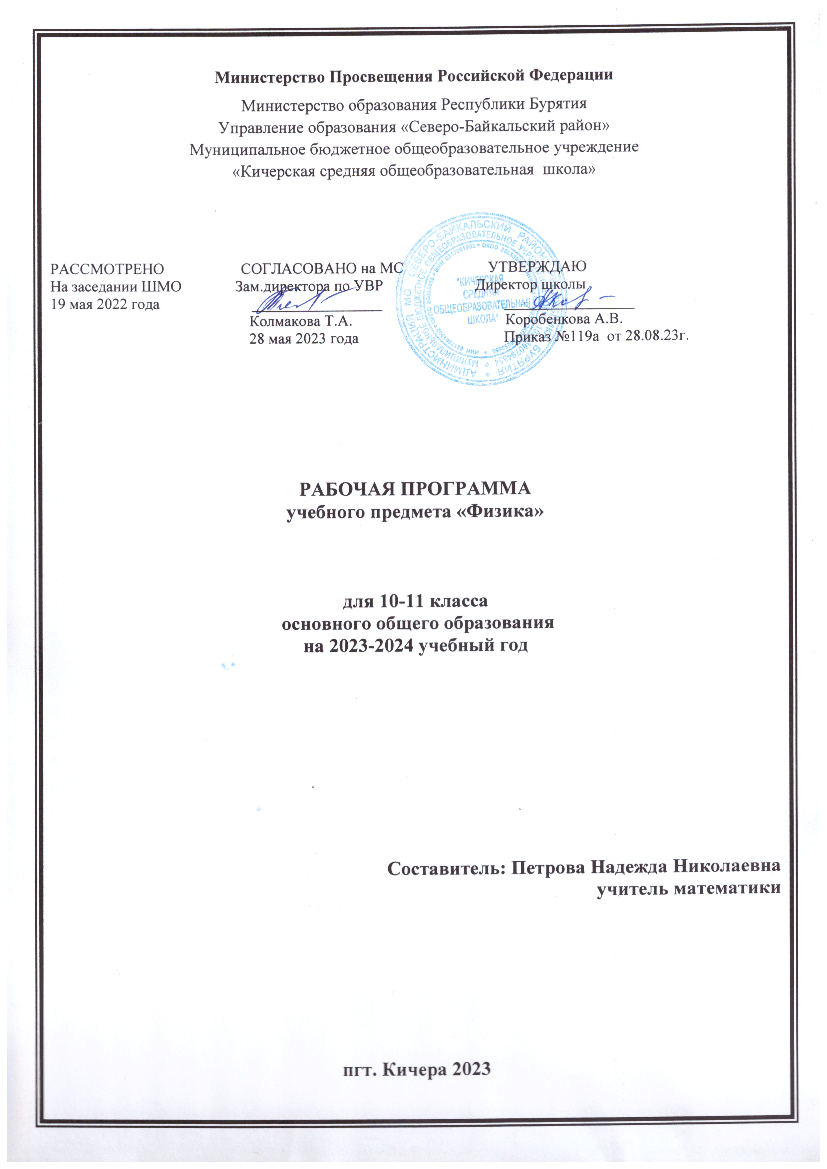 Министерство Просвещения Российской Федерации
Министерство образования Республики Бурятия
Управление образования «Северо-Байкальский район»
Муниципальное бюджетное общеобразовательное учреждение
«Кичерская средняя общеобразовательная школа»
РАССМОТРЕНО СОГЛАСОВАНО на МС УТВЕРЖДАЮ
На заседании ШМО Зам.директора по УВР Директор школы
19 мая 2022 года
Колмакова Т.А. Коробенкова А.В.
28 мая 2023 года Приказ №119а от 28.08.23г.
"КИЧЕРСКАЯ
СРЕДНЯЯ
ОБЩЕОБРАЗОВАТЕЛЬНАЯ
ШКОЛА"
РАБОЧАЯ ПРОГРАММА
учебного предмета «Физика»
для 10-11 класса
основного общего образования
на 2023-2024 учебный год
Составитель: Петрова Надежда Николаевна
учитель математики
пгт. Кичера 2023